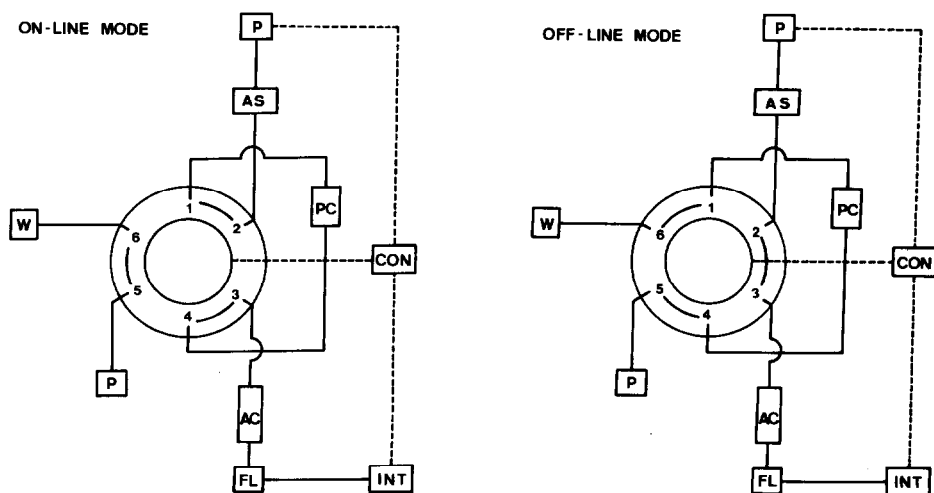 ON-LINE MODE
P
AS
1
2
PC
W
6
CON
5
3
4
P
AC
FL
INT
OFF-LINE MODE
P
AS
1
2
PC
W
6
CON
5
3
4
P
AC
FL
INT